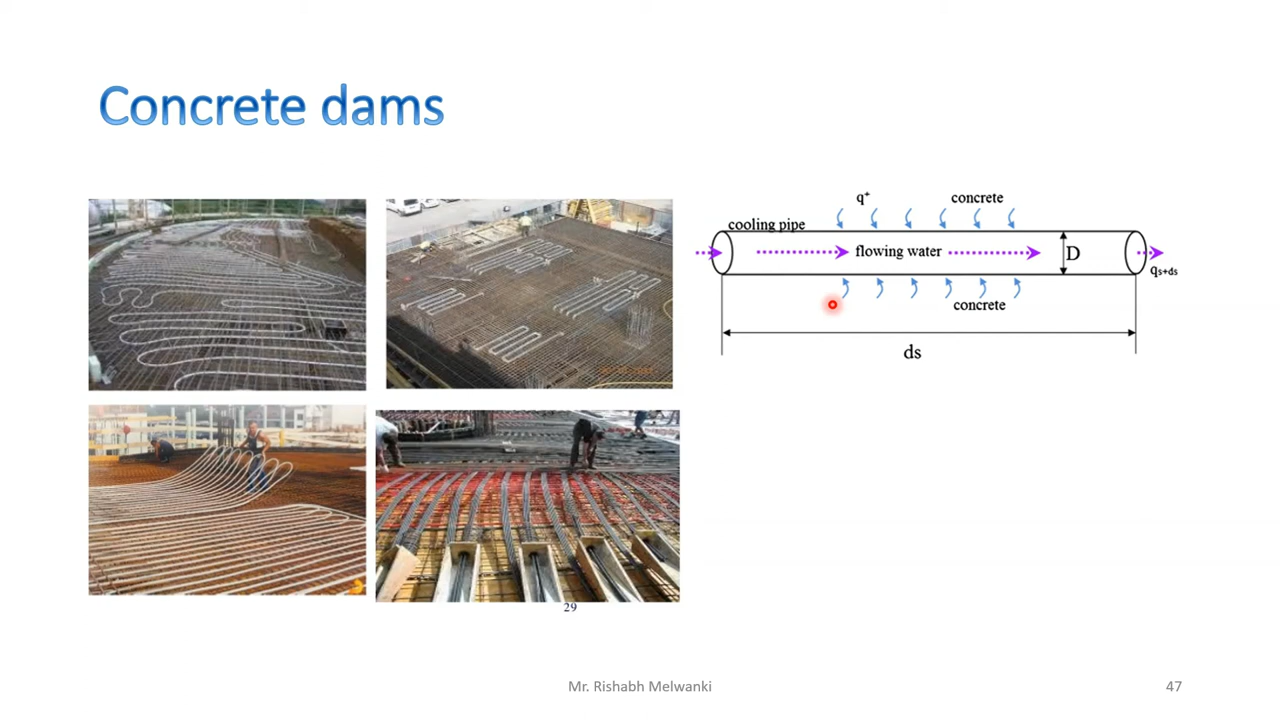 Concrete dams
q+
concrete
cooling pipe
flowing water
D
qs+ds
concrete
ds
29
Mr. Rishabh Melwanki
47